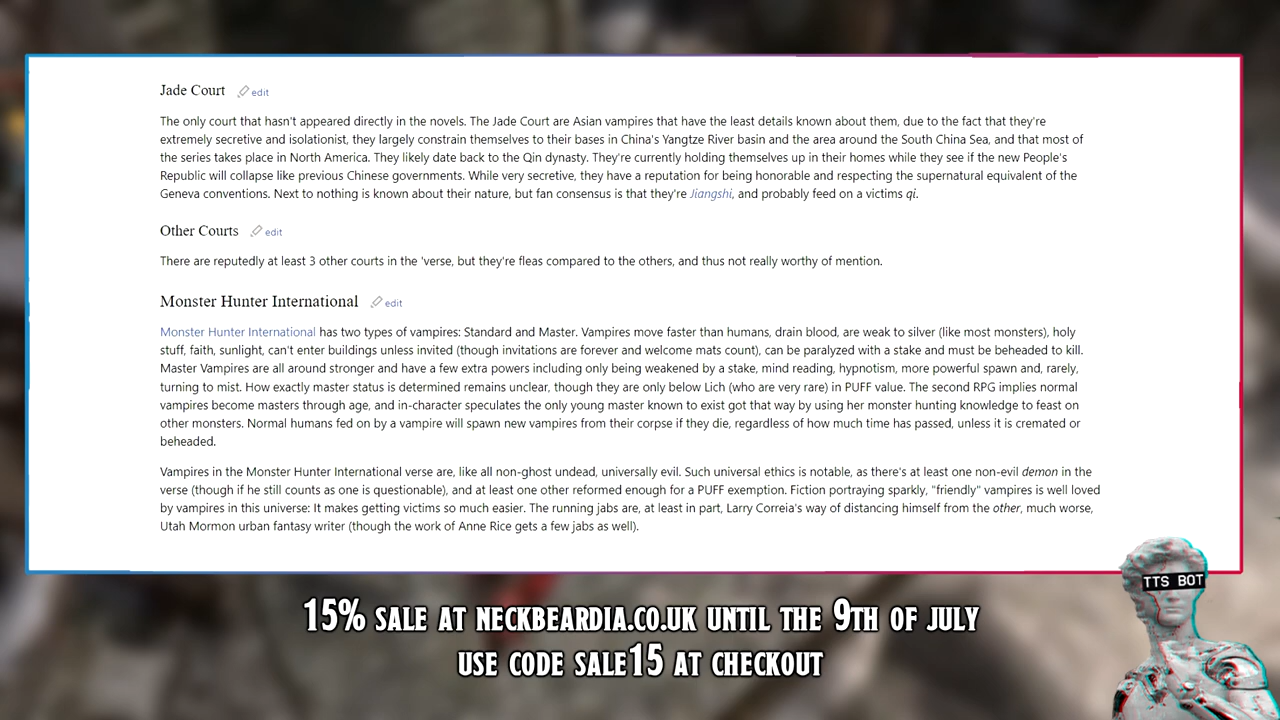 Jade Court edit
The only court that hasn't appeared directly in the novels. The Jade Court are Asian vampires that have the least details known about them, due to the fact that they're
extremely secretive and isolationist, they largely constrain themselves to their bases in China's Yangtze River basin and the area around the South China Sea, and that most of
the series takes place in North America. They likely date back to the Qin dynasty. They're currently holding themselves up in their homes while they see if the new People's
Republic will collapse like previous Chinese governments. While very secretive, they have a reputation for being honorable and respecting the supernatural equivalent of the
Geneva conventions. Next to nothing is known about their nature, but fan consensus is that they're Jiangshi, and probably feed on a victims qi.
Other Courts edit
There are reputedly at least 3 other courts in the 'verse, but they're fleas compared to the others, and thus not really worthy of mention.
Monster Hunter International edit
Monster Hunter International has two types of vampires: Standard and Master. Vampires move faster than humans, drain blood, are weak to silver (like most monsters), holy
stuff, faith, sunlight, can't enter buildings unless invited (though invitations are forever and welcome mats count), can be paralyzed with a stake and must be beheaded to kill.
Master Vampires are all around stronger and have a few extra powers including only being weakened by a stake, mind reading, hypnotism, more powerful spawn and, rarely,
turning to mist. How exactly master status is determined remains unclear, though they are only below Lich (who are very rare) in PUFF value. The second RPG implies normal
vampires become masters through age, and in-character speculates the only young master known to exist got that way by using her monster hunting knowledge to feast on
other monsters. Normal humans fed on by a vampire will spawn new vampires from their corpse if they die, regardless of how much time has passed, unless it is cremated or
beheaded.
Vampires in the Monster Hunter International verse are, like all non-ghost undead, universally evil. Such universal ethics is notable, as there's at least one non-evil demon in the
verse (though if he still counts as one is questionable), and at least one other reformed enough for a PUFF exemption. Fiction portraying sparkly, "friendly" vampires is well loved
by vampires in this universe: It makes getting victims so much easier. The running jabs are, at least in part, Larry Correia's way of distancing himself from the other, much worse,
Utah Mormon urban fantasy writer (though the work of Anne Rice gets a few jabs as well).
TTS BOT
15% SALE AT NECKBEARDIA.CO.UK UNTIL THE 9TH OF JULY
USE CODE SALE15 AT CHECKOUT